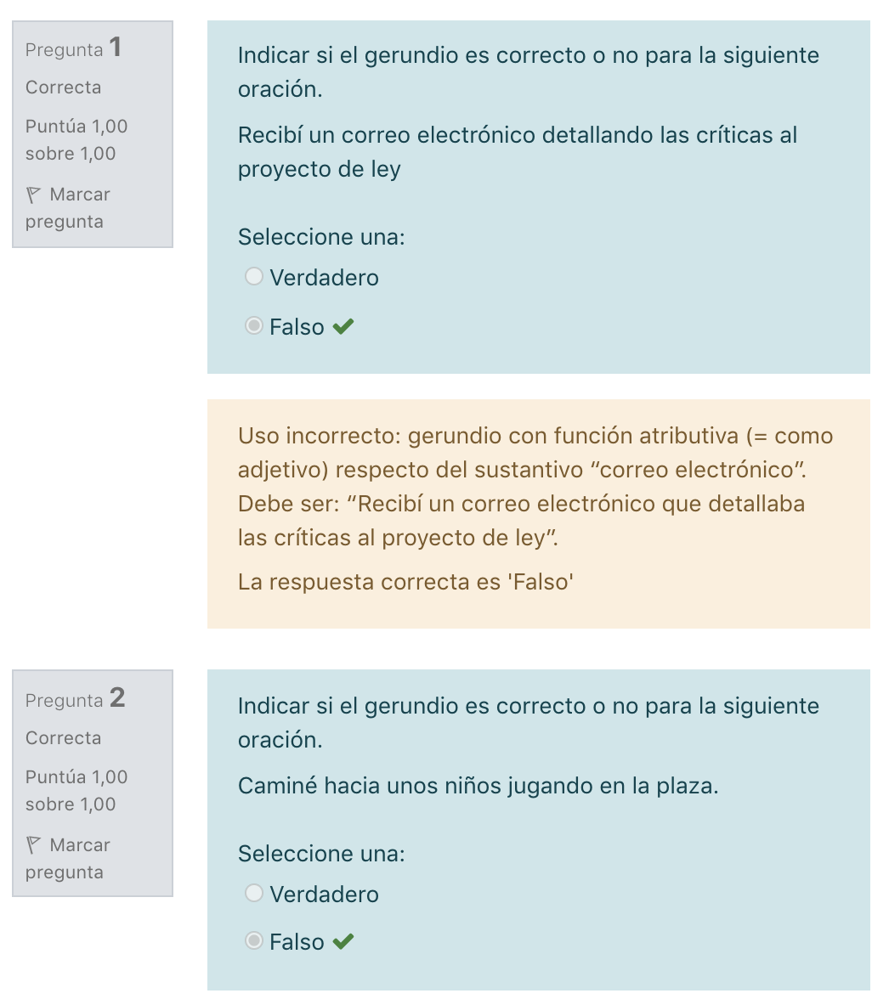 Pregunta 1
Correcta
Puntúa 1,00
sobre 1,00
Marcar
pregunta
Indicar si el gerundio es correcto o no para la siguiente
oración.
Recibí un correo electrónico detallando las críticas al
proyecto de ley
Seleccione una:
Verdadero
Falso
Uso incorrecto: gerundio con función atributiva (= como
adjetivo) respecto del sustantivo “correo electrónico”.
Debe ser: “Recibí un correo electrónico que detallaba
las críticas al proyecto de ley”.
La respuesta correcta es 'Falso'
Pregunta 2
Correcta
Puntúa 1,00
sobre 1,00
Marcar
pregunta
Indicar si el gerundio es correcto o no para la siguiente
oración.
Caminé hacia unos niños jugando en la plaza.
Seleccione una:
Verdadero
Falso